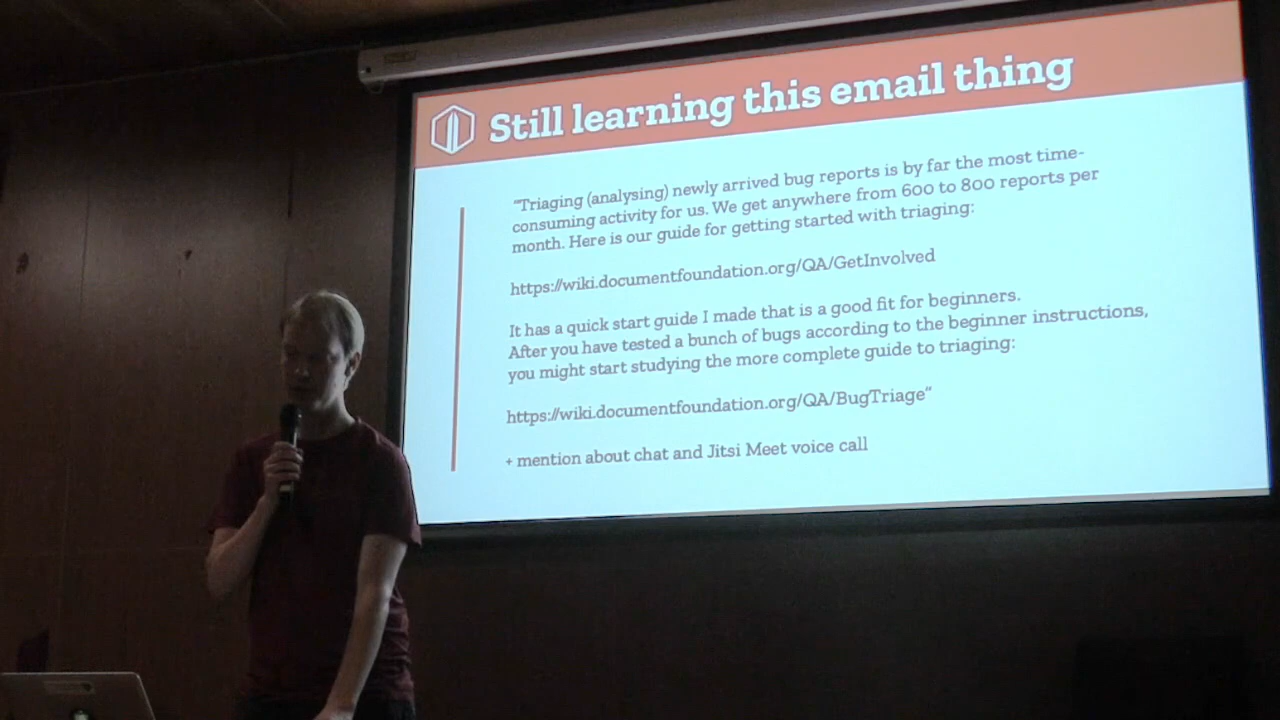 Still learning this email thing
“Triaging (analysing) newly arrived bug reports is by far the most time-
consuming activity for us. We get anywhere from 600 to 800 reports per
month. Here is our guide for getting started with triaging:
https://wiki.documentfoundation.org/QA/GetInvolved
It has a quick start guide I made that is a good fit for beginners.
After you have tested a bunch of bugs according to the beginner instructions,
you might start studying the more complete guide to triaging:
https://wiki.documentfoundation.org/QA/BugTriage”
+ mention about chat and Jitsi Meet voice call